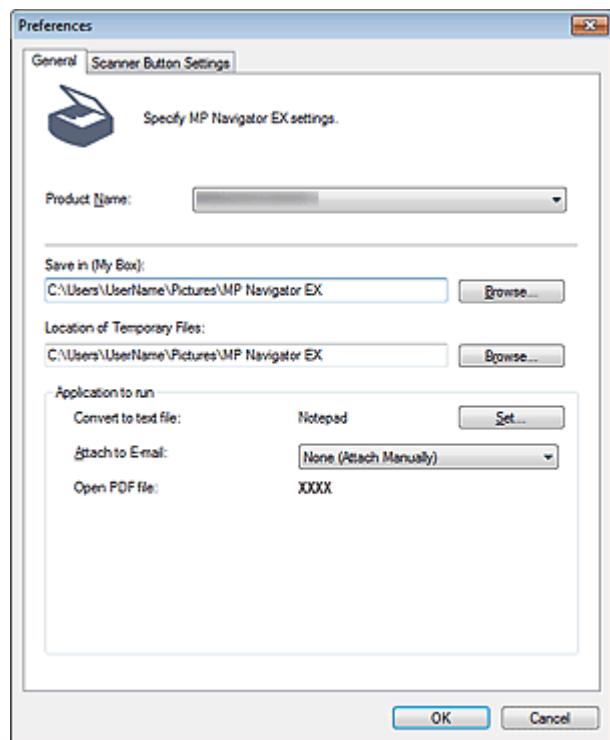 Preferences
General Scanner Button Settings
Specify MP Navigator EX settings.
Product Name:
Save in (My Box):
C:\Users\UserName\Pictures\MP Navigator EX Browse...
Location of Temporary Files:
C:\Users\UserName\Pictures\MP Navigator EX Browse...
Application to run
Convert to text file: Notepad Set...
Attach to E-mail: None (Attach Manually)
Open PDF file: XXXX
OK Cancel